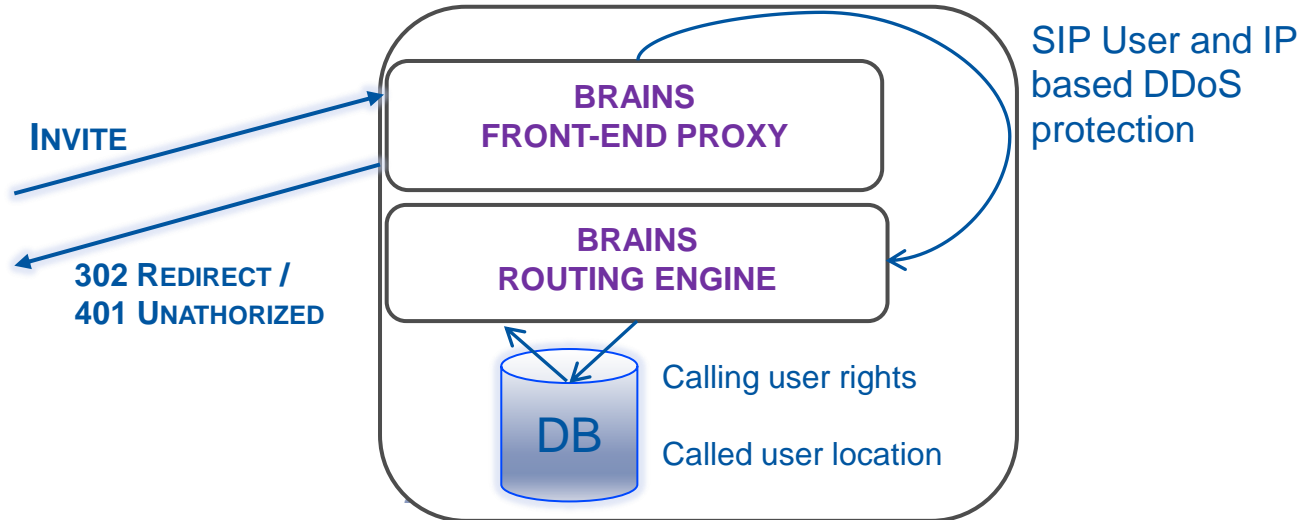 BRAINS
FRONT-END PROXY
SIP User and IP
based DDoS
protection
INVITE
BRAINS
ROUTING ENGINE
302 REDIRECT /
401 UNATHORIZED
DB
Calling user rights
Called user location